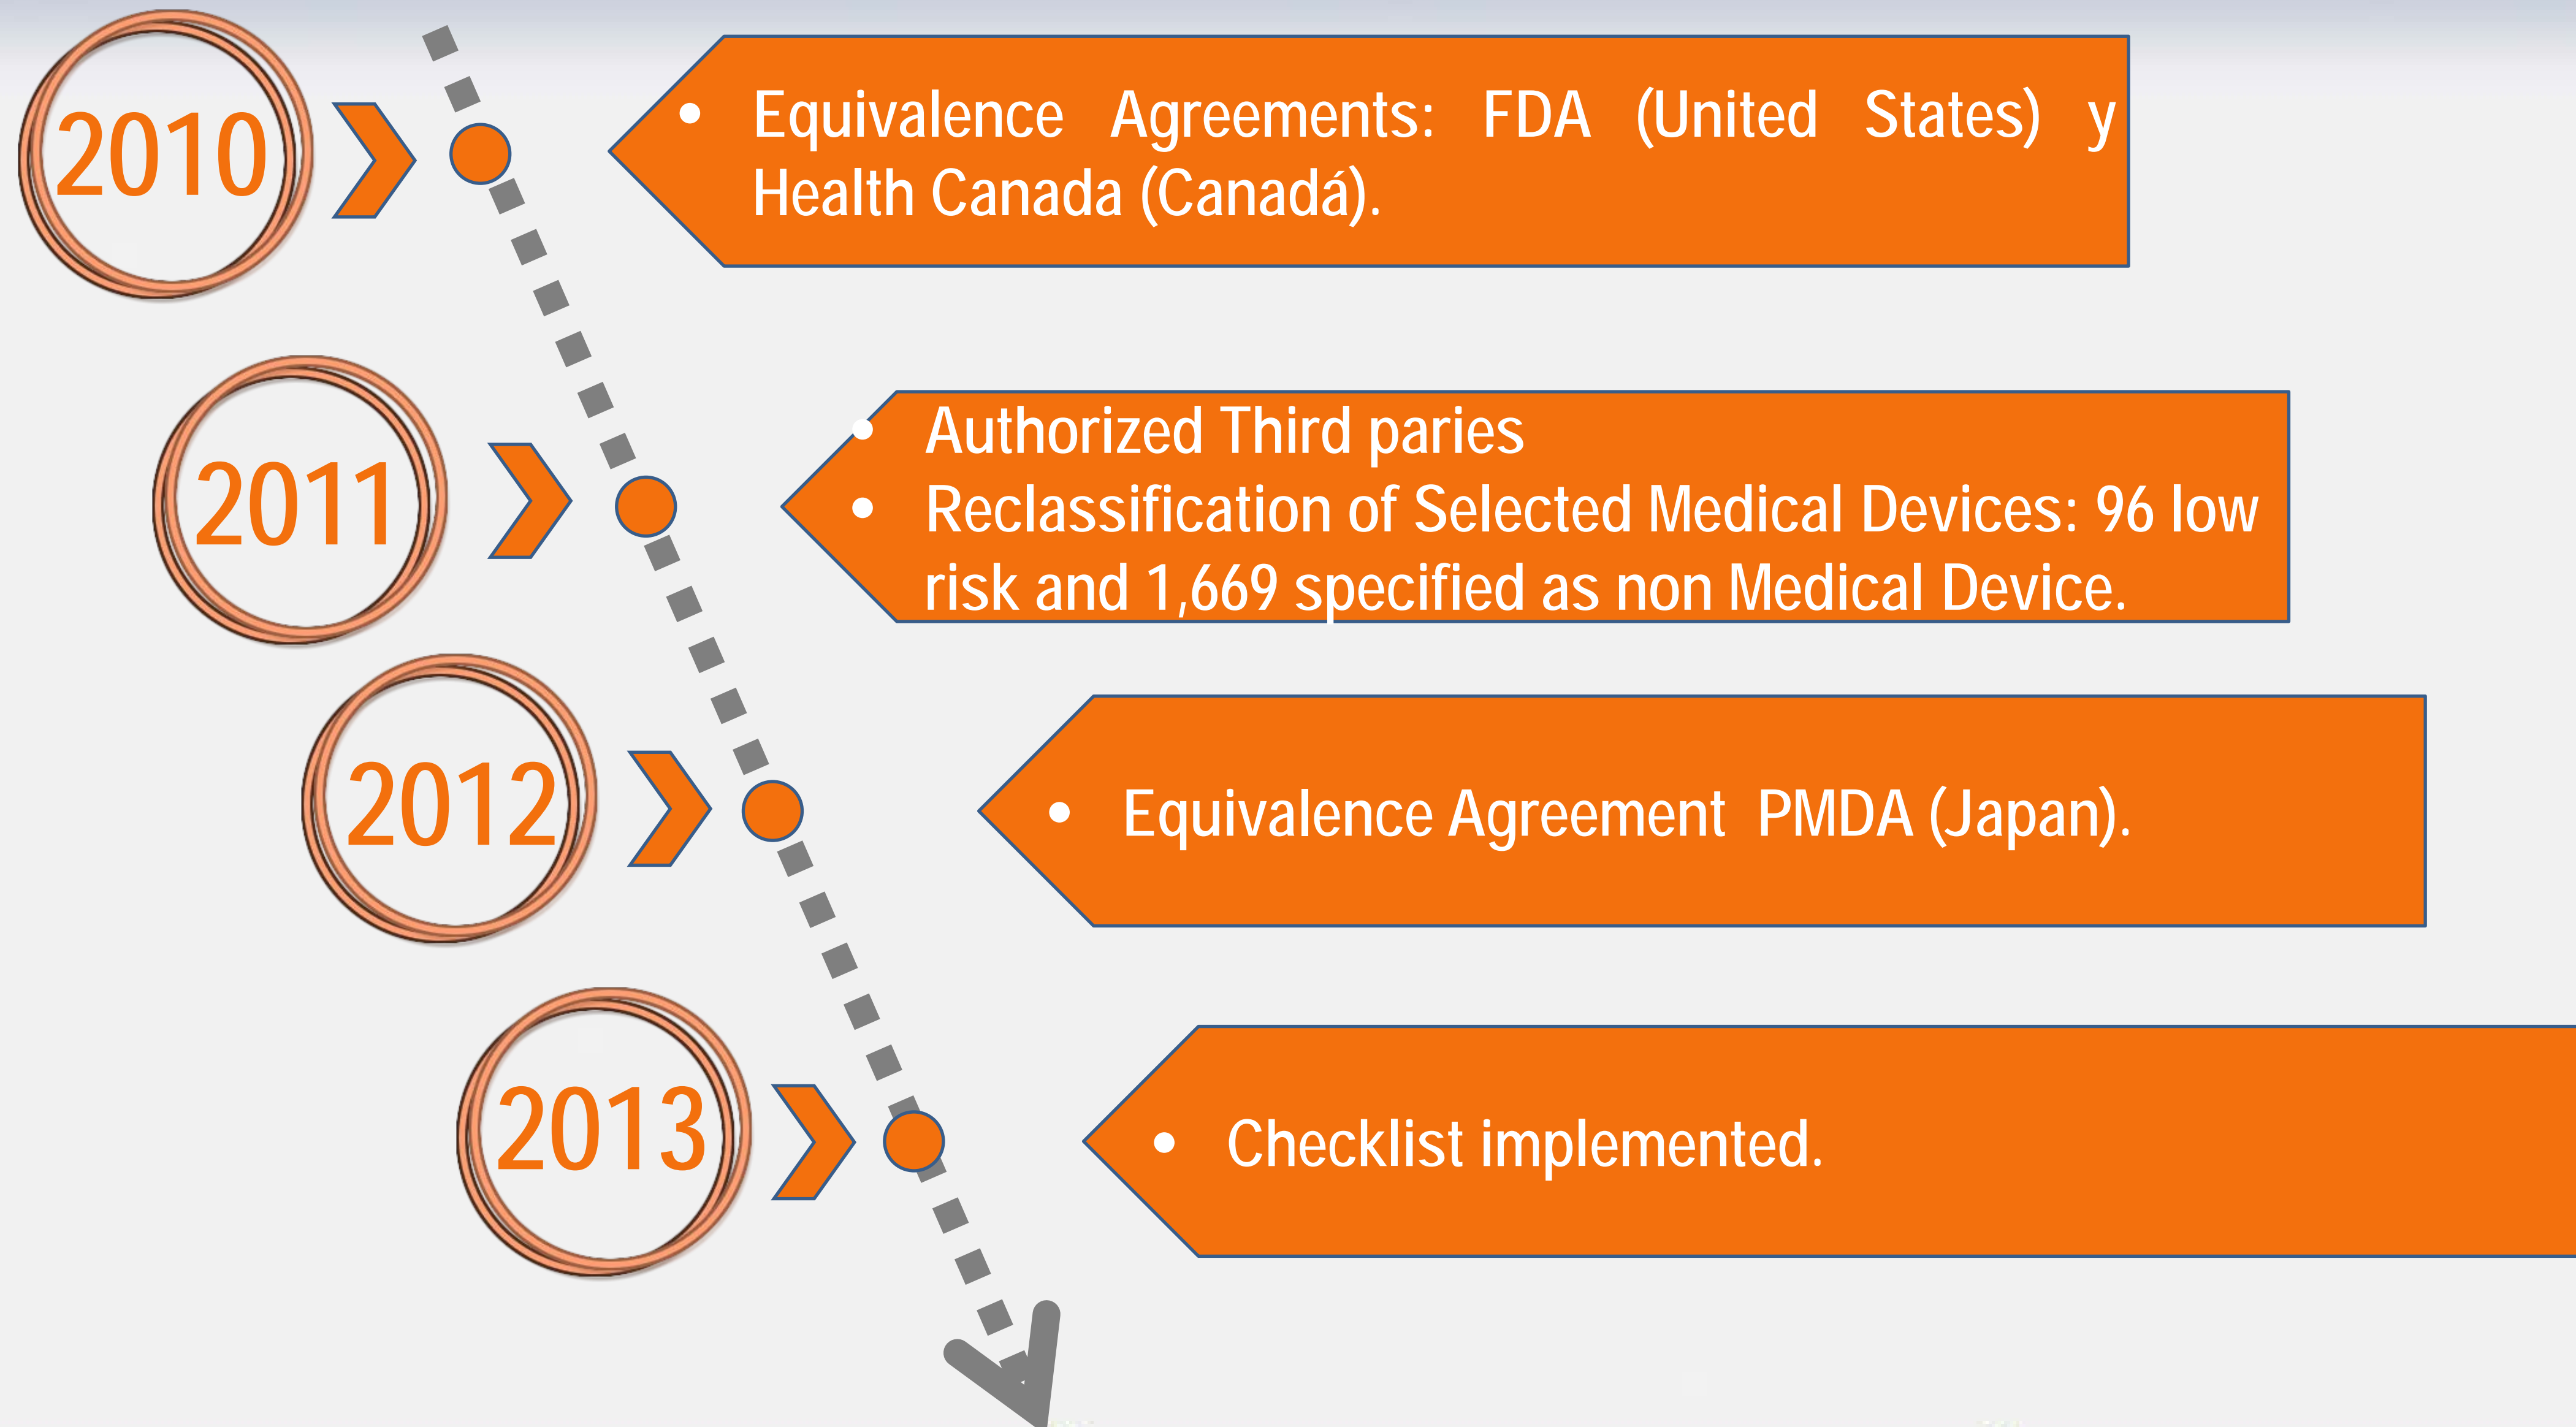 2010
• Equivalence Agreements: FDA (United States) y
Health Canada (Canadá).
2011
• Authorized Third paries
• Reclassification of Selected Medical Devices: 96 low
risk and 1,669 specified as non Medical Device.
2012
• Equivalence Agreement PMDA (Japan).
2013
• Checklist implemented.